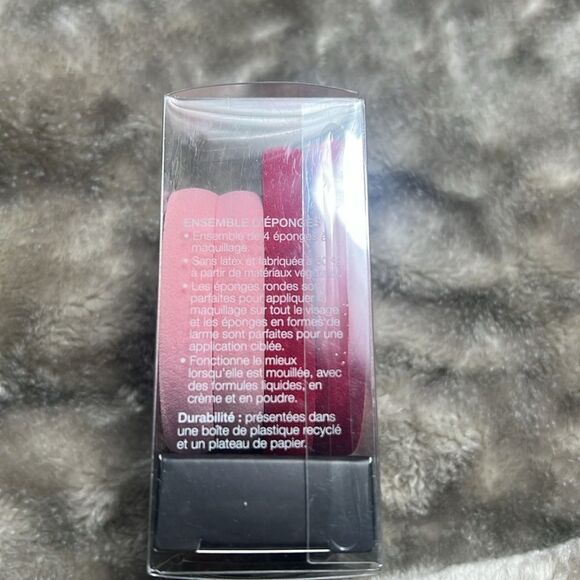 ENSEMBLE D'ÉPONGES
• Ensemble de 4 éponges à
maquillage.
• Sans latex et fabriquée à
à partir de matériaux végétaux.
• Les éponges rondes sont
parfaites pour appliquer du
maquillage sur tout le visage
et les éponges en formes de
larme sont parfaites pour une
application ciblée.
• Fonctionne le mieux
lorsqu'elle est mouillée, avec
des formules liquides, en
crème et en poudre.
Durabilité : présentées dans
une boîte de plastique recyclé
et un plateau de papier.